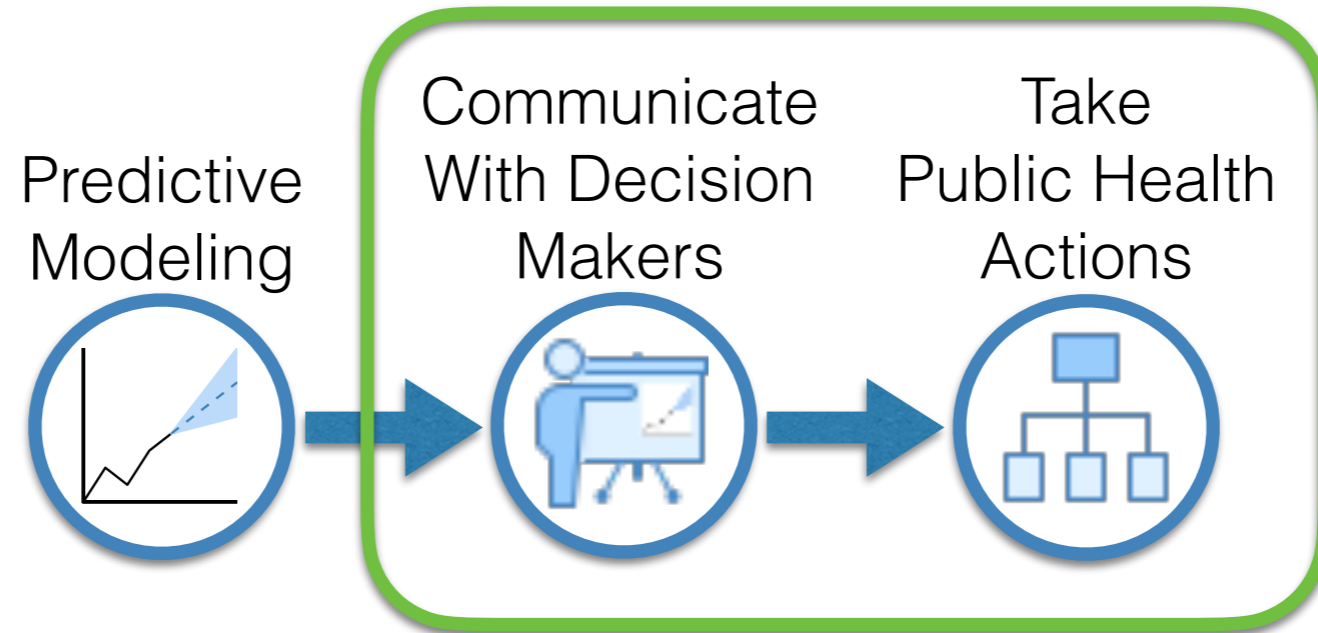 Predictive
Modeling
Communicate
With Decision
Makers
Take
Public Health
Actions